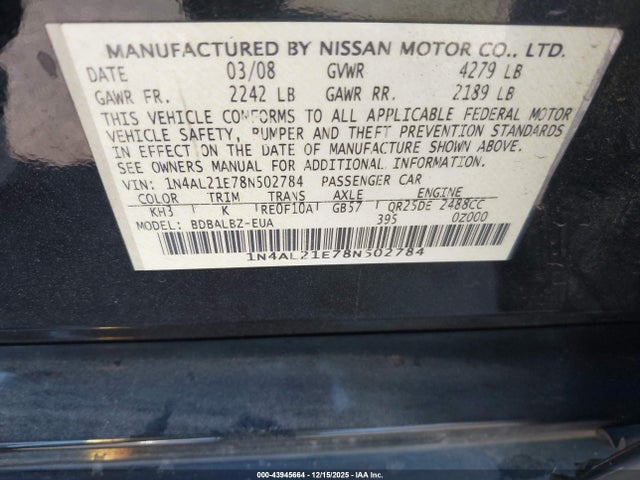 MANUFACTURED BY NISSAN MOTOR CO., LTD.
DATE 03/08 GVWR 4279 LB
GAWR FR. 2242 LB GAWR RR. 2189 LB
THIS VEHICLE CONFORMS TO ALL APPLICABLE FEDERAL MOTOR
VEHICLE SAFETY, BUMPER AND THEFT PREVENTION STANDARDS
IN EFFECT ON THE DATE OF MANUFACTURE SHOWN ABOVE.
SEE OWNERS MANUAL FOR ADDITIONAL INFORMATION.
VIN: 1N4AL21E78N502784 PASSENGER CAR
COLOR TRIM TRANS AXLE ENGINE
KH3 K RE0F10A GB57 QR25DE 2488CC
MODEL: BDBALBZ-EUA 395 0Z000
1N4AL21E78N502784
000-43945664 - 12/15/2025 - IAA Inc.